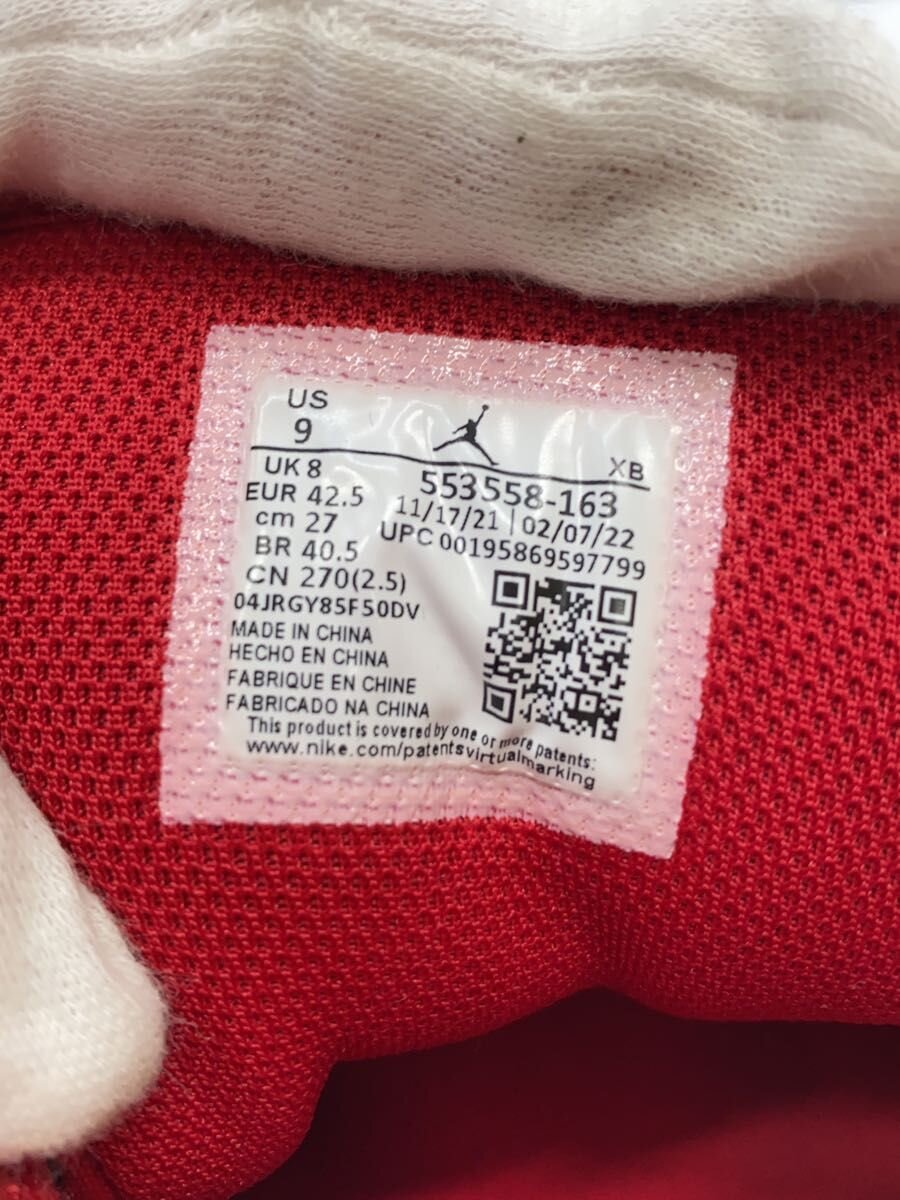 US
9
XB
UK 8
EUR 42.5
cm 27
BR 40.5
CN 270(2.5)
553558-163
11/17/21 | 02/07/22
UPC 00195869597799
04JRGY85F50DV
MADE IN CHINA
HECHO EN CHINA
FABRIQUE EN CHINE
FABRICADO NA CHINA
This product is covered by one or more patents:
www.nike.com/patentsvirtualmarking